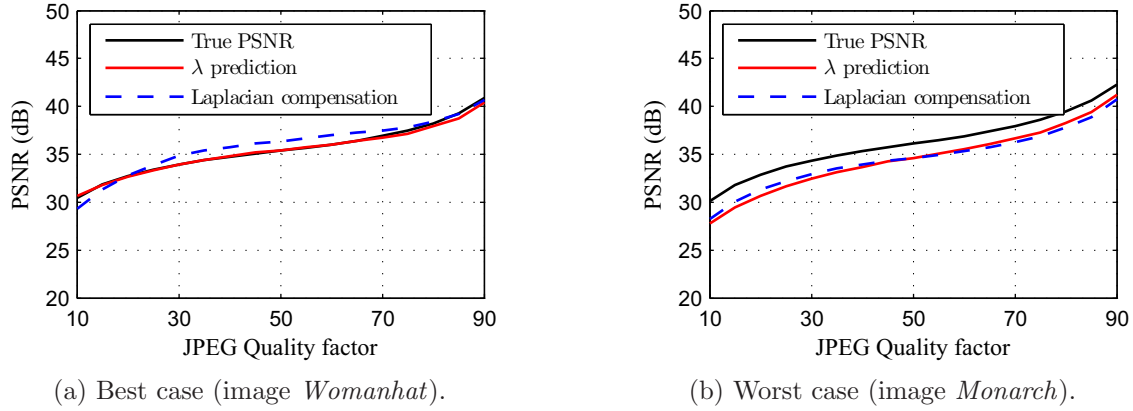 50
45
40
35
30
25
20
PSNR (dB)
True PSNR
λ prediction
Laplacian compensation
10 30 50 70 90
JPEG Quality factor
(a) Best case (image Womanhat).
50
45
40
35
30
25
20
PSNR (dB)
True PSNR
λ prediction
Laplacian compensation
10 30 50 70 90
JPEG Quality factor
(b) Worst case (image Monarch).